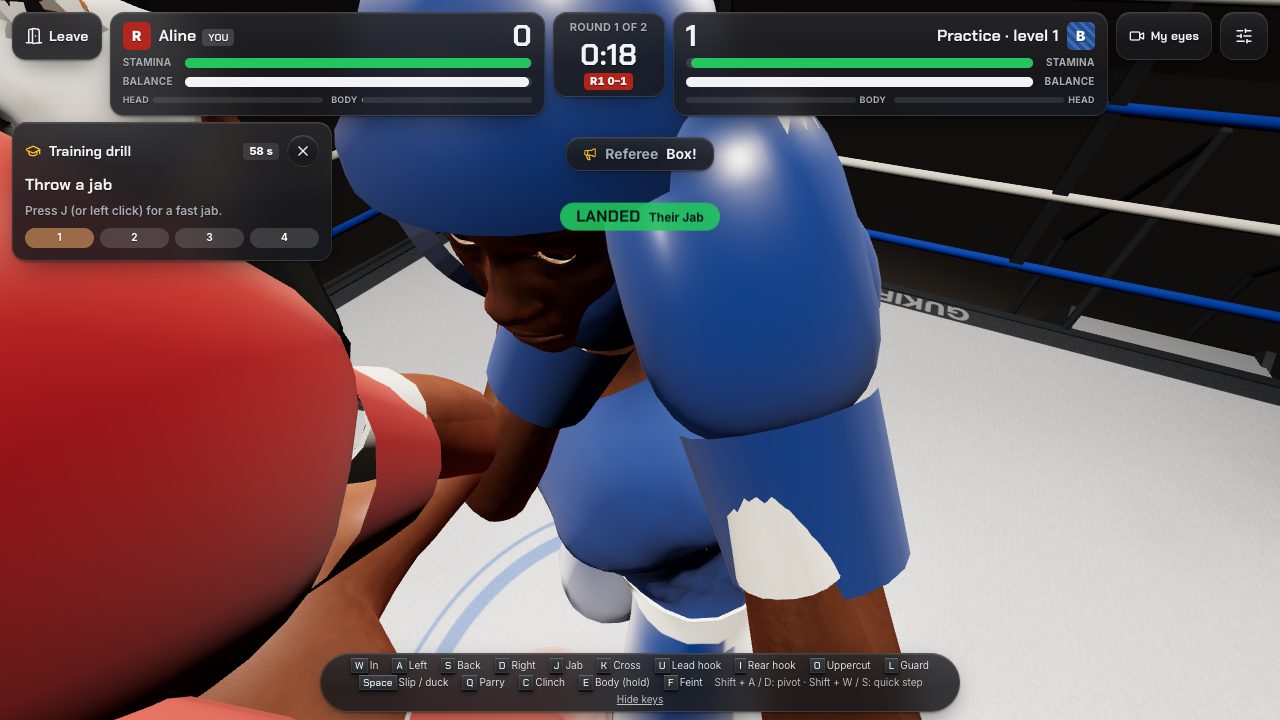 Leave
R Aline YOU 0
STAMINA
BALANCE
HEAD BODY
ROUND 1 OF 2
0:18
R1 0–1
1 Practice · level 1 B
STAMINA
BALANCE
BODY HEAD
My eyes
Training drill 58 s
Throw a jab
Press J (or left click) for a fast jab.
1 2 3 4
Referee Box!
LANDED Their Jab
W In A Left S Back D Right J Jab K Cross U Lead hook I Rear hook O Uppercut L Guard
Space Slip / duck Q Parry C Clinch E Body (hold) F Feint Shift + A / D: pivot · Shift + W / S: quick step
Hide keys